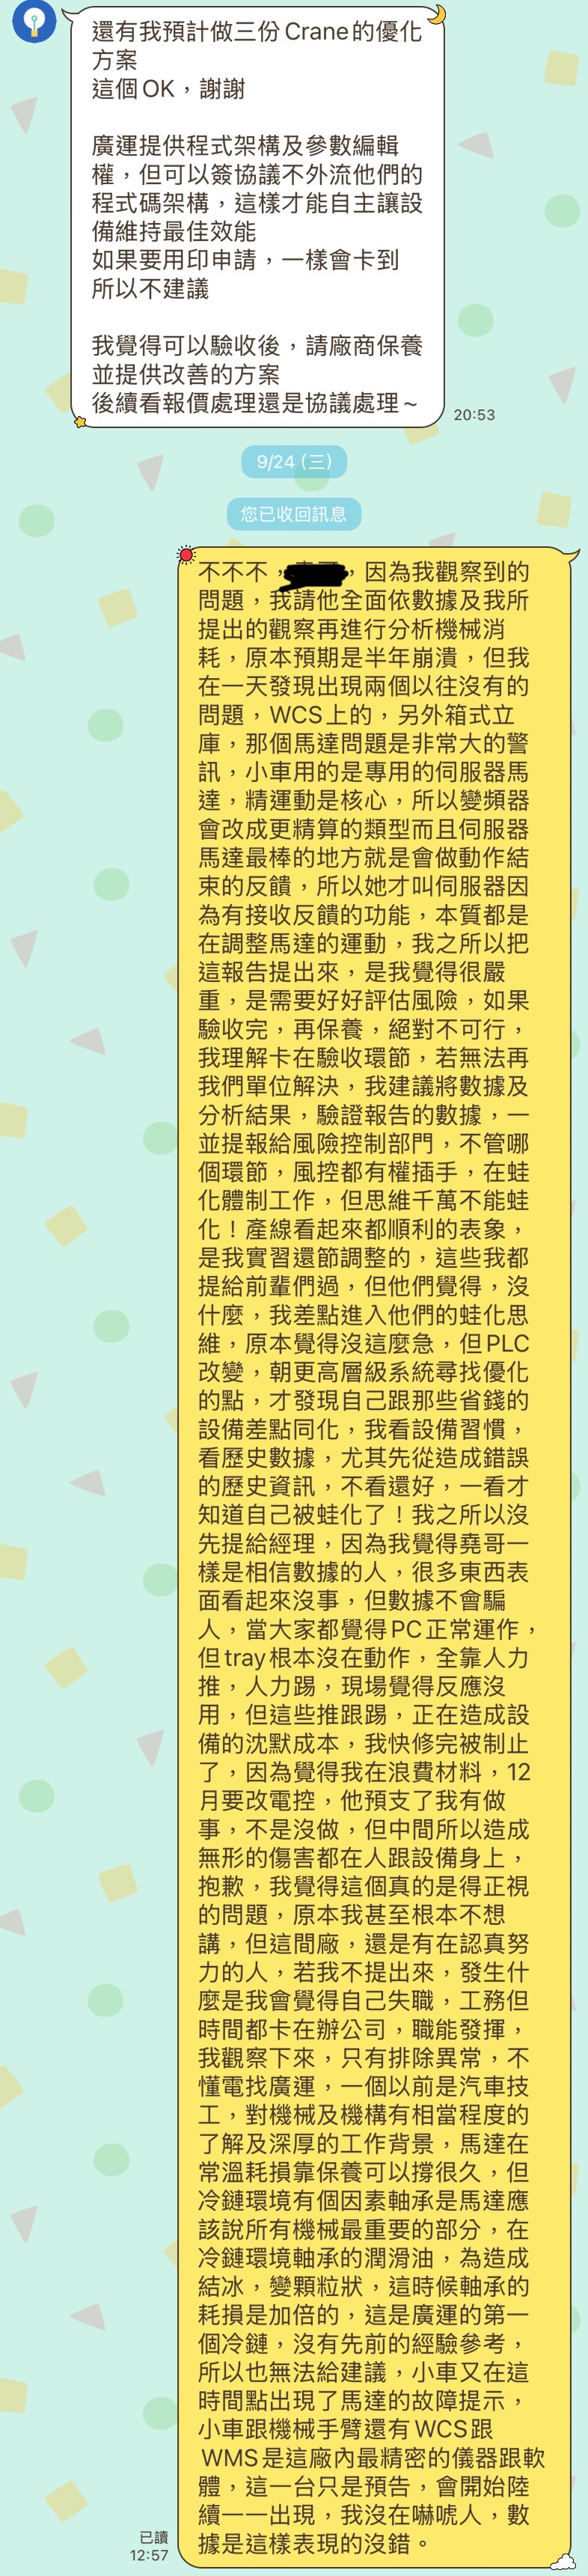 還有我預計做三份Crane的優化
方案
這個OK，謝謝
廣運提供程式架構及參數編輯
權，但可以簽協議不外流他們的
程式碼架構，這樣才能自主讓設
備維持最佳效能
如果要用印申請，一樣會卡到
所以不建議
我覺得可以驗收後，請廠商保養
並提供改善的方案
後續看報價處理還是協議處理~
20:53
9/24 (三)
您已收回訊息
不不不，，因為我觀察到的
問題，我請他全面依數據及我所
提出的觀察再進行分析機械消
耗，原本預期是半年崩潰，但我
在一天發現出現兩個以往沒有的
問題，WCS上的，另外箱式立
庫，那個馬達問題是非常大的警
訊，小車用的是專用的伺服器馬
達，精運動是核心，所以變頻器
會改成更精算的類型而且伺服器
馬達最棒的地方就是會做動作結
束的反饋，所以她才叫伺服器因
為有接收反饋的功能，本質都是
在調整馬達的運動，我之所以把
這報告提出來，是我覺得很嚴
重，是需要好好評估風險，如果
驗收完，再保養，絕對不可行，
我理解卡在驗收環節，若無法再
我們單位解決，我建議將數據及
分析結果，驗證報告的數據，一
並提報給風險控制部門，不管哪
個環節，風控都有權插手，在蛙
化體制工作，但思維千萬不能蛙
化！產線看起來都順利的表象，
是我實習還節調整的，這些我都
提給前輩們過，但他們覺得，沒
什麼，我差點進入他們的蛙化思
維，原本覺得沒這麼急，但PLC
改變，朝更高層級系統尋找優化
的點，才發現自己跟那些省錢的
設備差點同化，我看設備習慣，
看歷史數據，尤其先從造成錯誤
的歷史資訊，不看還好，一看才
知道自己被蛙化了！我之所以沒
先提給經理，因為我覺得堯哥一
樣是相信數據的人，很多東西表
面看起來沒事，但數據不會騙
人，當大家都覺得PC正常運作，
但tray根本沒在動作，全靠人力
推，人力踢，現場覺得反應沒
用，但這些推跟踢，正在造成設
備的沈默成本，我快修完被制止
了，因為覺得我在浪費材料，12
月要改電控，他預支了我有做
事，不是沒做，但中間所以造成
無形的傷害都在人跟設備身上，
抱歉，我覺得這個真的是得正視
的問題，原本我甚至根本不想
講，但這間廠，還是有在認真努
力的人，若我不提出來，發生什
麼是我會覺得自己失職，工務但
時間都卡在辦公司，職能發揮，
我觀察下來，只有排除異常，不
懂電找廣運，一個以前是汽車技
工，對機械及機構有相當程度的
了解及深厚的工作背景，馬達在
常溫耗損靠保養可以撐很久，但
冷鏈環境有個因素軸承是馬達應
該說所有機械最重要的部分，在
冷鏈環境軸承的潤滑油，為造成
結冰，變顆粒狀，這時候軸承的
耗損是加倍的，這是廣運的第一
個冷鏈，沒有先前的經驗參考，
所以也無法給建議，小車又在這
時間點出現了馬達的故障提示，
小車跟機械手臂還有WCS跟
WMS是這廠內最精密的儀器跟軟
體，這一台只是預告，會開始陸
續一一出現，我沒在嚇唬人，數
據是這樣表現的沒錯。
已讀
12:57